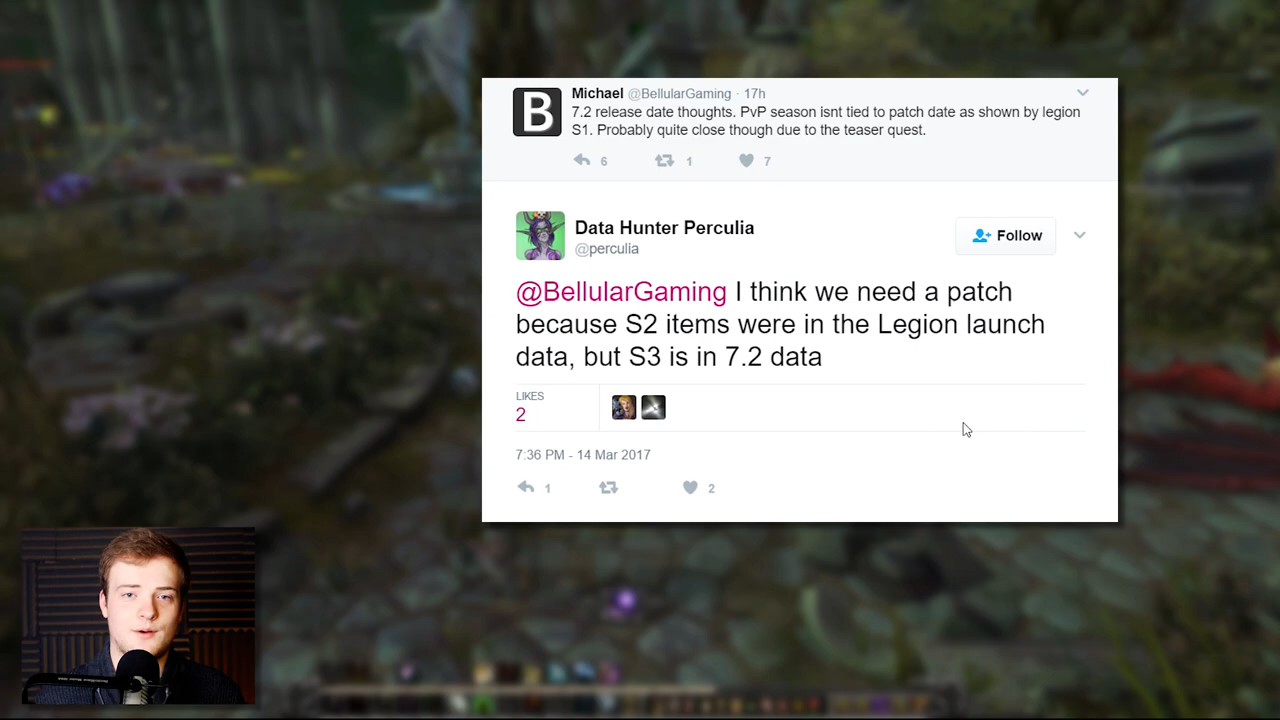 B
Michael @BellularGaming · 17h
7.2 release date thoughts. PvP season isnt tied to patch date as shown by legion
S1. Probably quite close though due to the teaser quest.
6 1 7
Data Hunter Perculia
@perculia
Follow
@BellularGaming I think we need a patch
because S2 items were in the Legion launch
data, but S3 is in 7.2 data
LIKES
2
7:36 PM - 14 Mar 2017
1 2